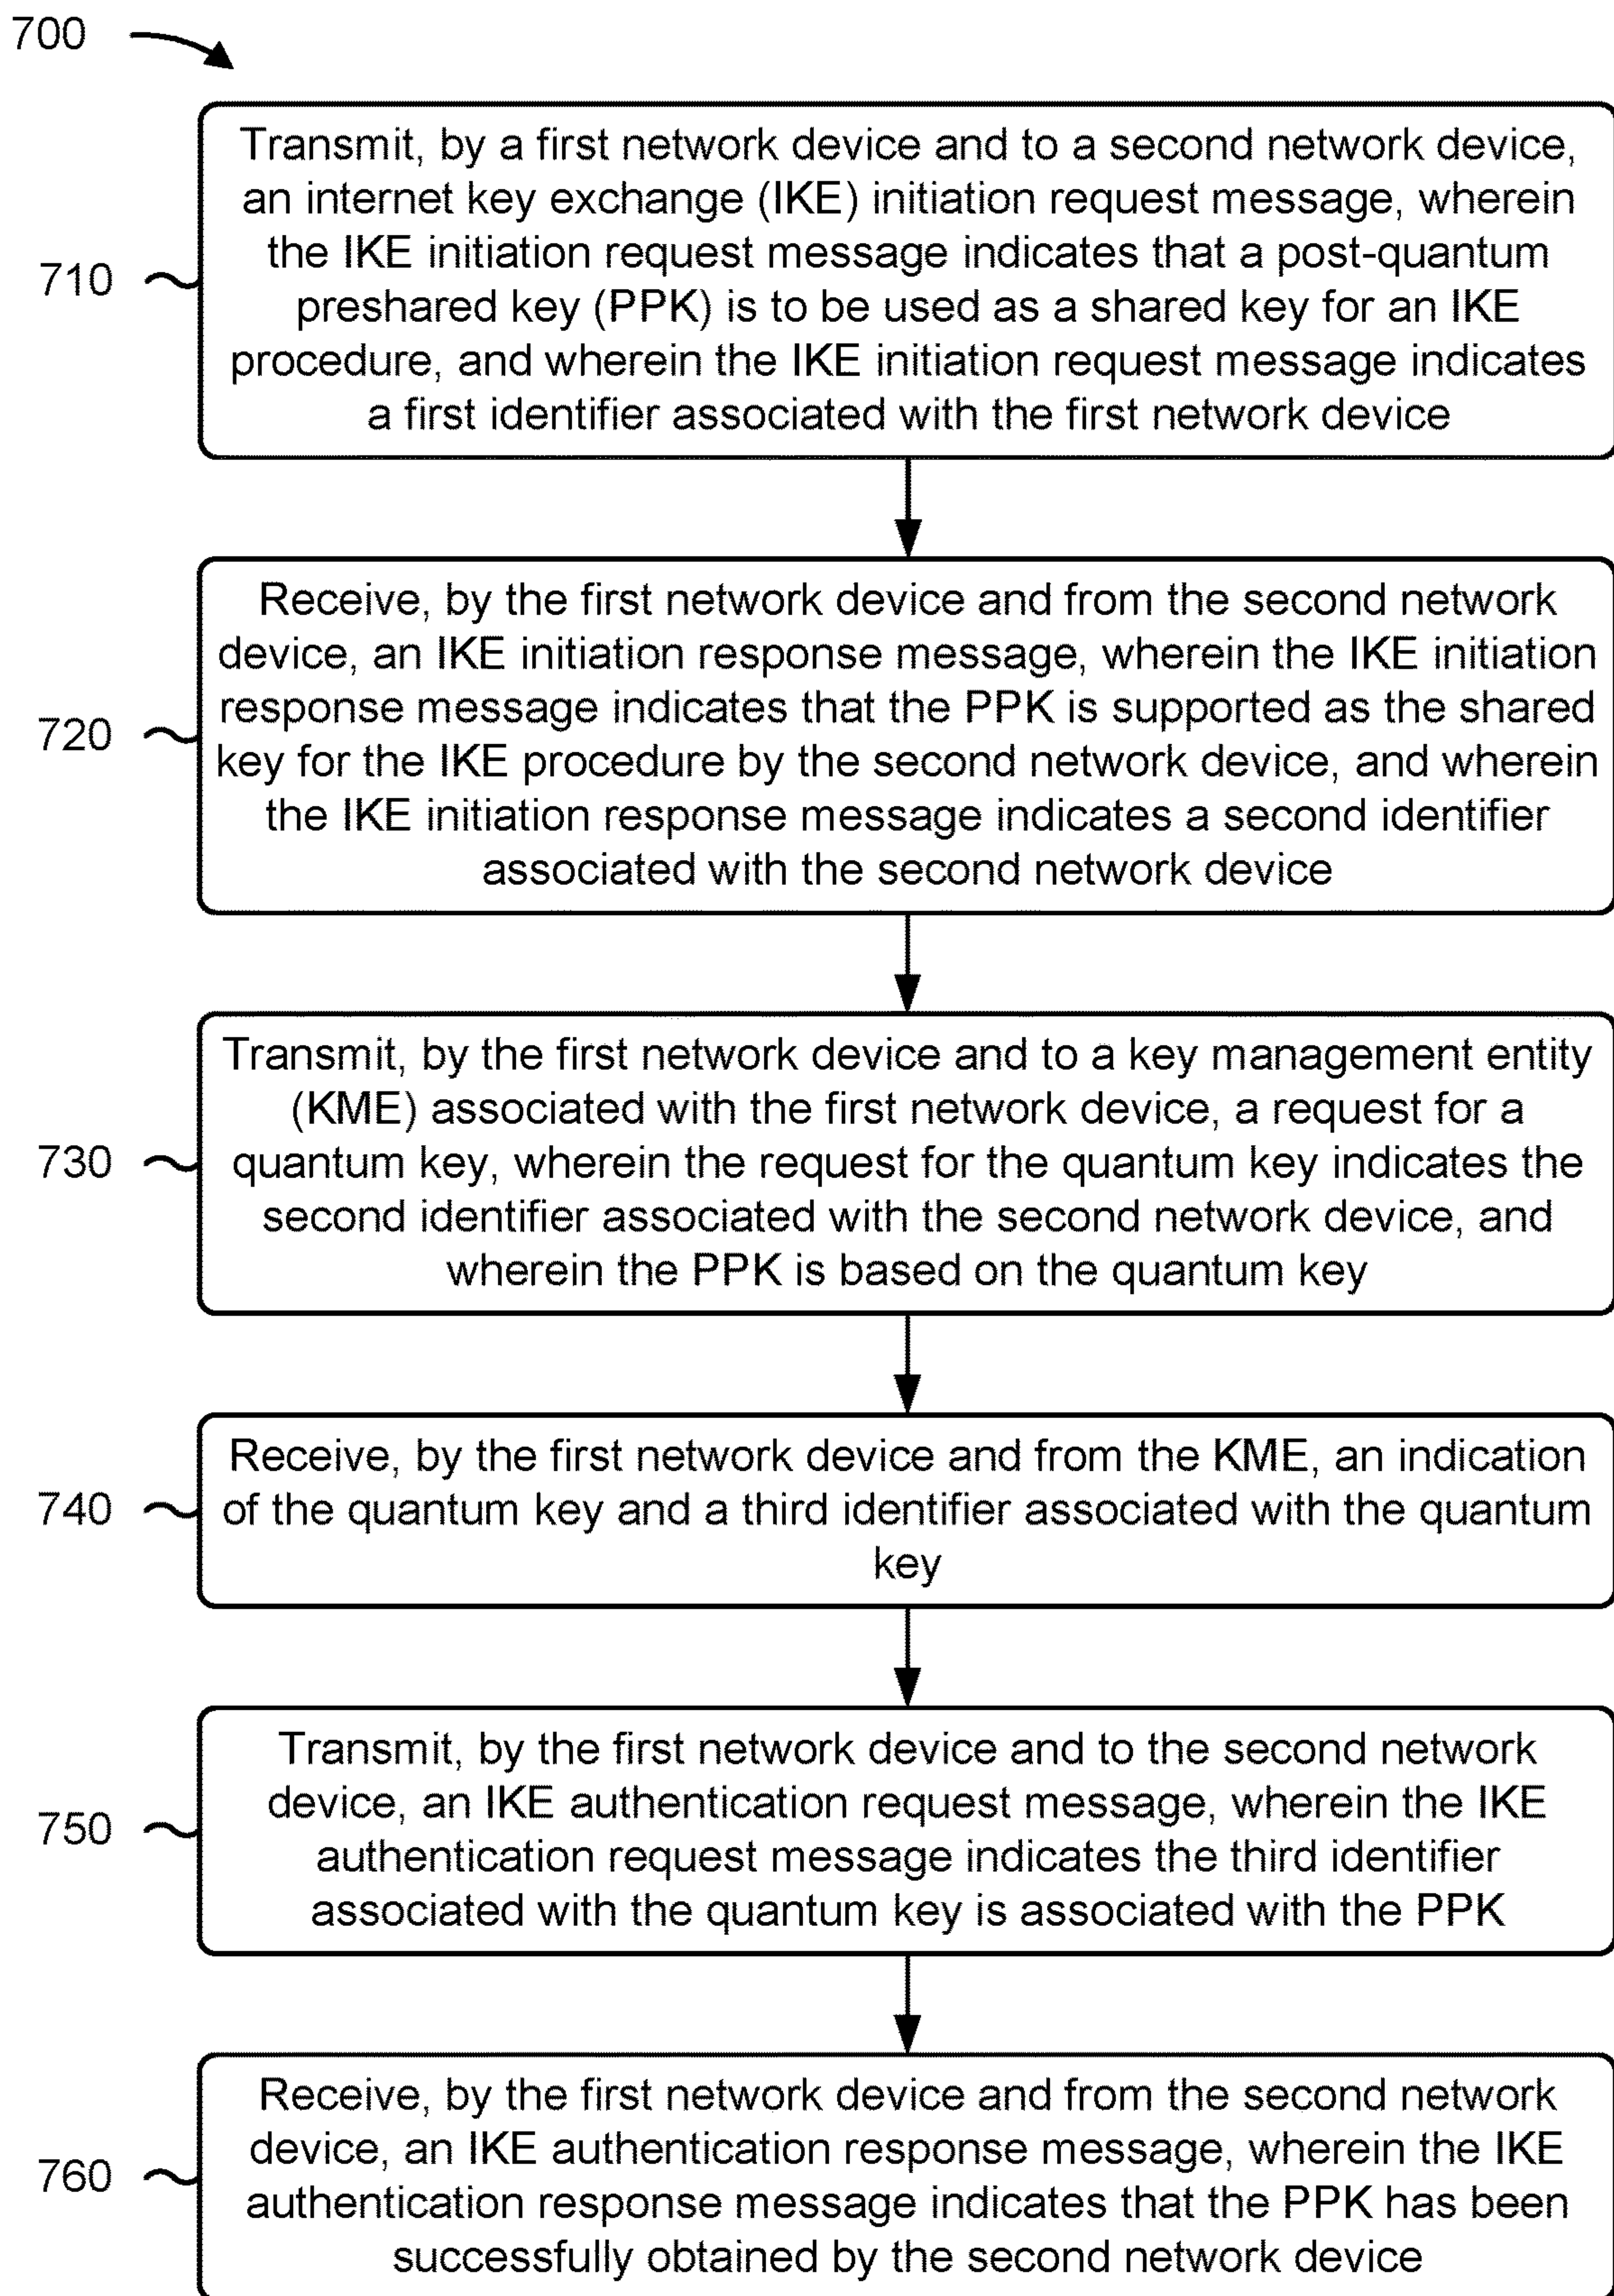 700
Transmit, by a first network device and to a second network device,
an internet key exchange (IKE) initiation request message, wherein
the IKE initiation request message indicates that a post-quantum
preshared key (PPK) is to be used as a shared key for an IKE
procedure, and wherein the IKE initiation request message indicates
a first identifier associated with the first network device
710
Receive, by the first network device and from the second network
device, an IKE initiation response message, wherein the IKE initiation
response message indicates that the PPK is supported as the shared
key for the IKE procedure by the second network device, and wherein
the IKE initiation response message indicates a second identifier
associated with the second network device
720
Transmit, by the first network device and to a key management entity
(KME) associated with the first network device, a request for a
quantum key, wherein the request for the quantum key indicates the
second identifier associated with the second network device, and
wherein the PPK is based on the quantum key
730
Receive, by the first network device and from the KME, an indication
of the quantum key and a third identifier associated with the quantum
key
740
Transmit, by the first network device and to the second network
device, an IKE authentication request message, wherein the IKE
authentication request message indicates the third identifier
associated with the quantum key is associated with the PPK
750
Receive, by the first network device and from the second network
device, an IKE authentication response message, wherein the IKE
authentication response message indicates that the PPK has been
successfully obtained by the second network device
760